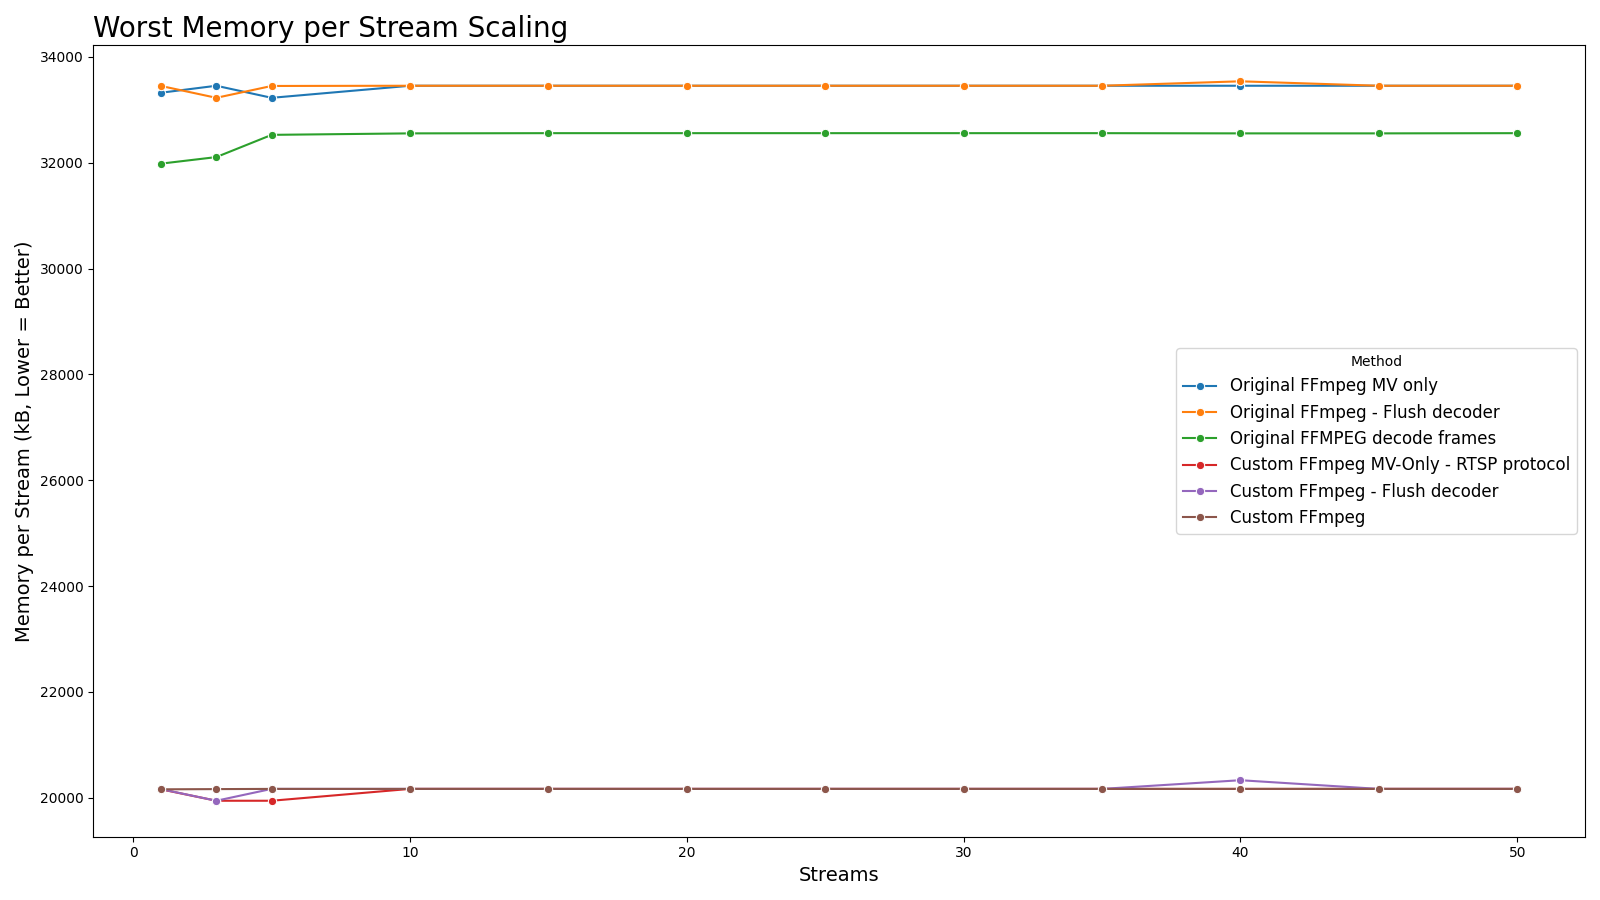 Worst Memory per Stream Scaling
Memory per Stream (kB, Lower = Better)
34000
32000
30000
28000
26000
24000
22000
20000
Method
Original FFmpeg MV only
Original FFmpeg - Flush decoder
Original FFMPEG decode frames
Custom FFmpeg MV-Only - RTSP protocol
Custom FFmpeg - Flush decoder
Custom FFmpeg
0 10 20 30 40 50
Streams